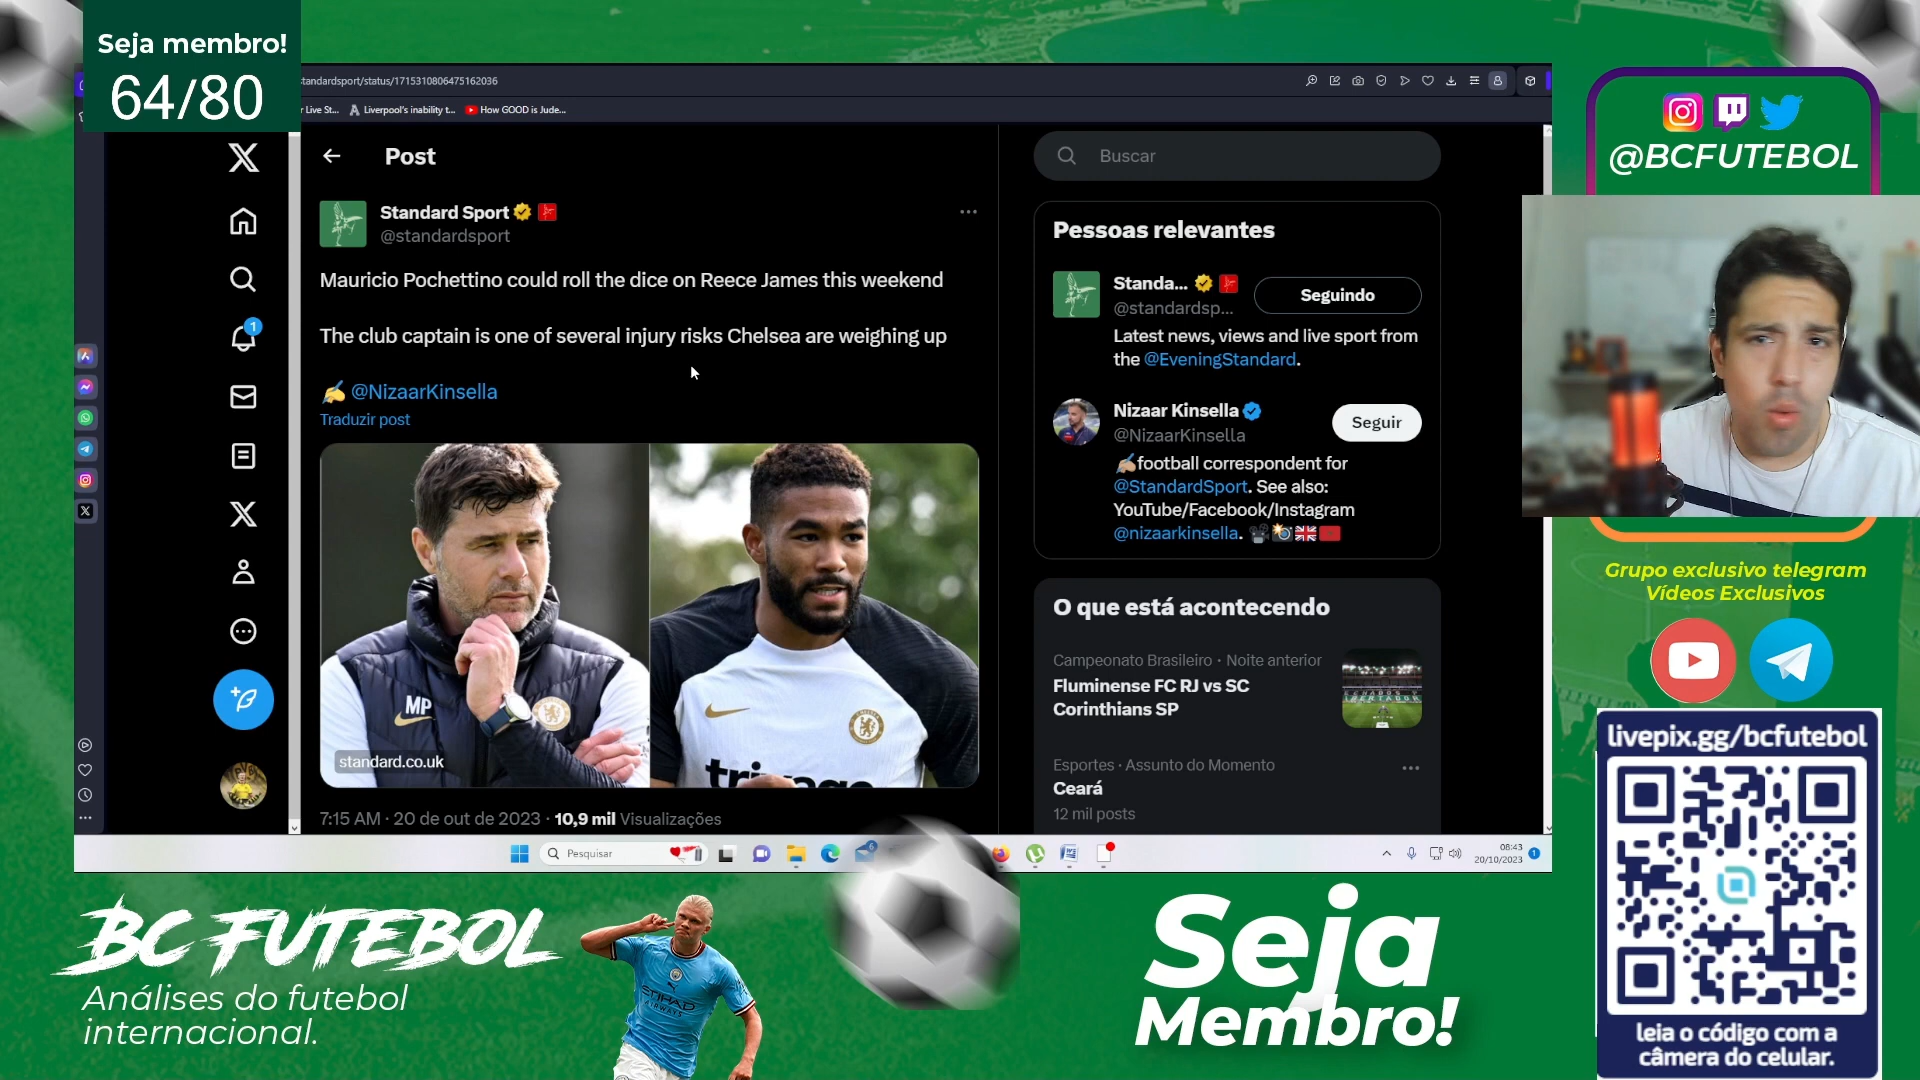 Seja membro!
64/80
standardsport/status/1715310806475162036
r Live St...
Liverpool's inability t...
How GOOD is Jude...
Post
Standard Sport
@standardsport
Mauricio Pochettino could roll the dice on Reece James this weekend
The club captain is one of several injury risks Chelsea are weighing up
@NizaarKinsella
Traduzir post
MP
trivago
standard.co.uk
7:15 AM · 20 de out de 2023 · 10,9 mil Visualizações
1
Buscar
Pessoas relevantes
Standa...
@standardsp...
Seguindo
Latest news, views and live sport from
the @EveningStandard.
Nizaar Kinsella
@NizaarKinsella
Seguir
football correspondent for
@StandardSport. See also:
YouTube/Facebook/Instagram
@nizaarkinsella.
O que está acontecendo
Campeonato Brasileiro · Noite anterior
Fluminense FC RJ vs SC
Corinthians SP
Esportes · Assunto do Momento
Ceará
12 mil posts
Pesquisar
08:43
20/10/2023
@BCFUTEBOL
Grupo exclusivo telegram
Vídeos Exclusivos
livepix.gg/bcfutebol
leia o código com a
câmera do celular.
BC FUTEBOL
Análises do futebol
internacional.
ETIHAD
AIRWAYS
Seja
Membro!